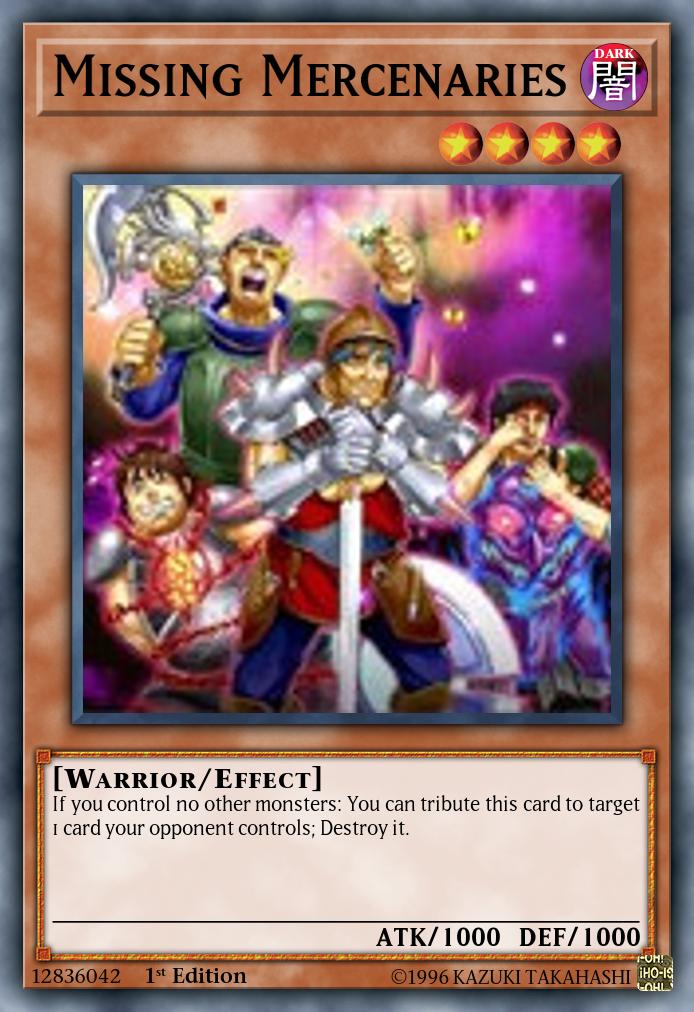 Missing Mercenaries
DARK
闇
[Warrior/Effect]
If you control no other monsters: You can tribute this card to target
1 card your opponent controls; Destroy it.
ATK/1000 DEF/1000
12836042 1st Edition ©1996 KAZUKI TAKAHASHI